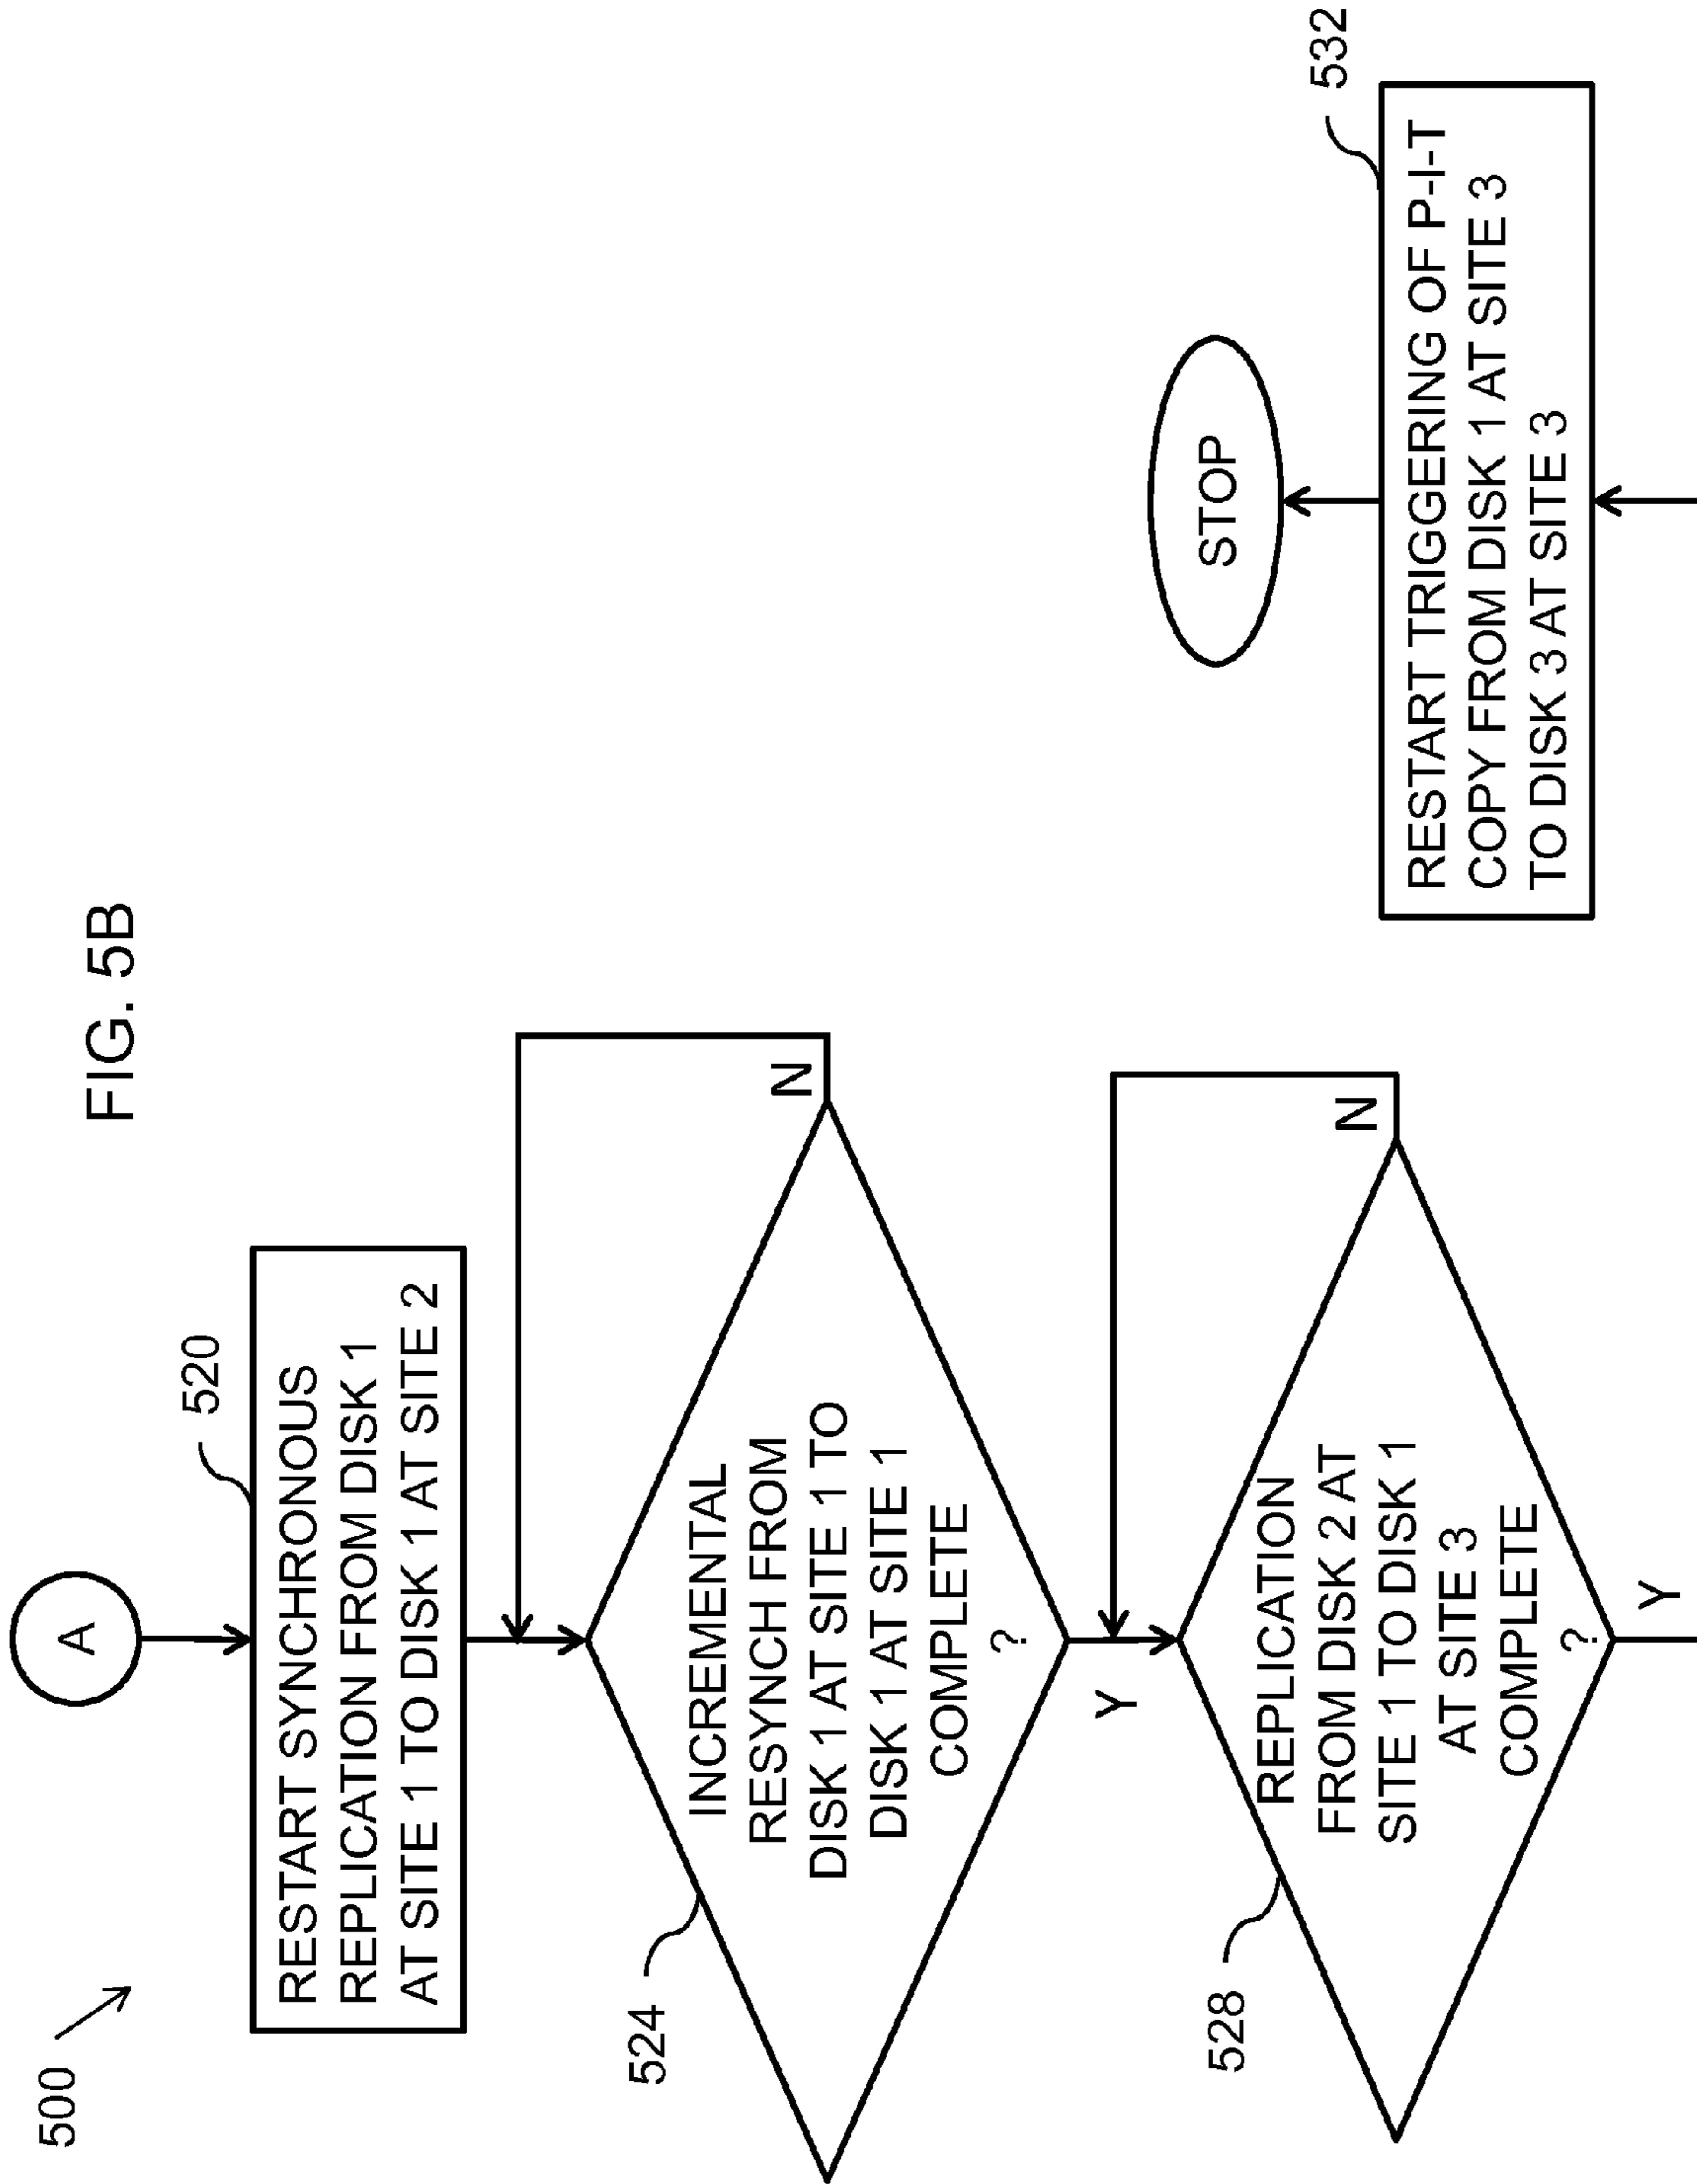 FIG. 5B
500
A
520
RESTART SYNCHRONOUS
REPLICATION FROM DISK 1
AT SITE 1 TO DISK 1 AT SITE 2
524
INCREMENTAL
RESYNCH FROM
DISK 1 AT SITE 1 TO
DISK 1 AT SITE 1
COMPLETE
?
N
Y
528
REPLICATION
FROM DISK 2 AT
SITE 1 TO DISK 1
AT SITE 3
COMPLETE
?
N
Y
532
RESTART TRIGGERING OF P-I-T
COPY FROM DISK 1 AT SITE 3
TO DISK 3 AT SITE 3
STOP